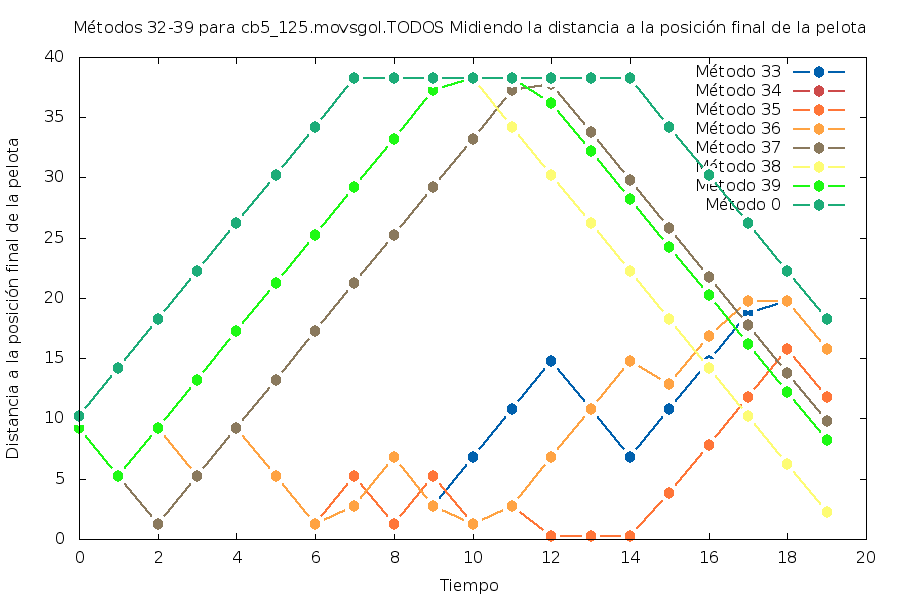 Métodos 32-39 para cb5_125.movsgol.TODOS Midiendo la distancia a la posición final de la pelota
Distancia a la posición final de la pelota
40
35
30
25
20
15
10
5
0
Método 33
Método 34
Método 35
Método 36
Método 37
Método 38
Método 39
Método 0
0 2 4 6 8 10 12 14 16 18 20
Tiempo